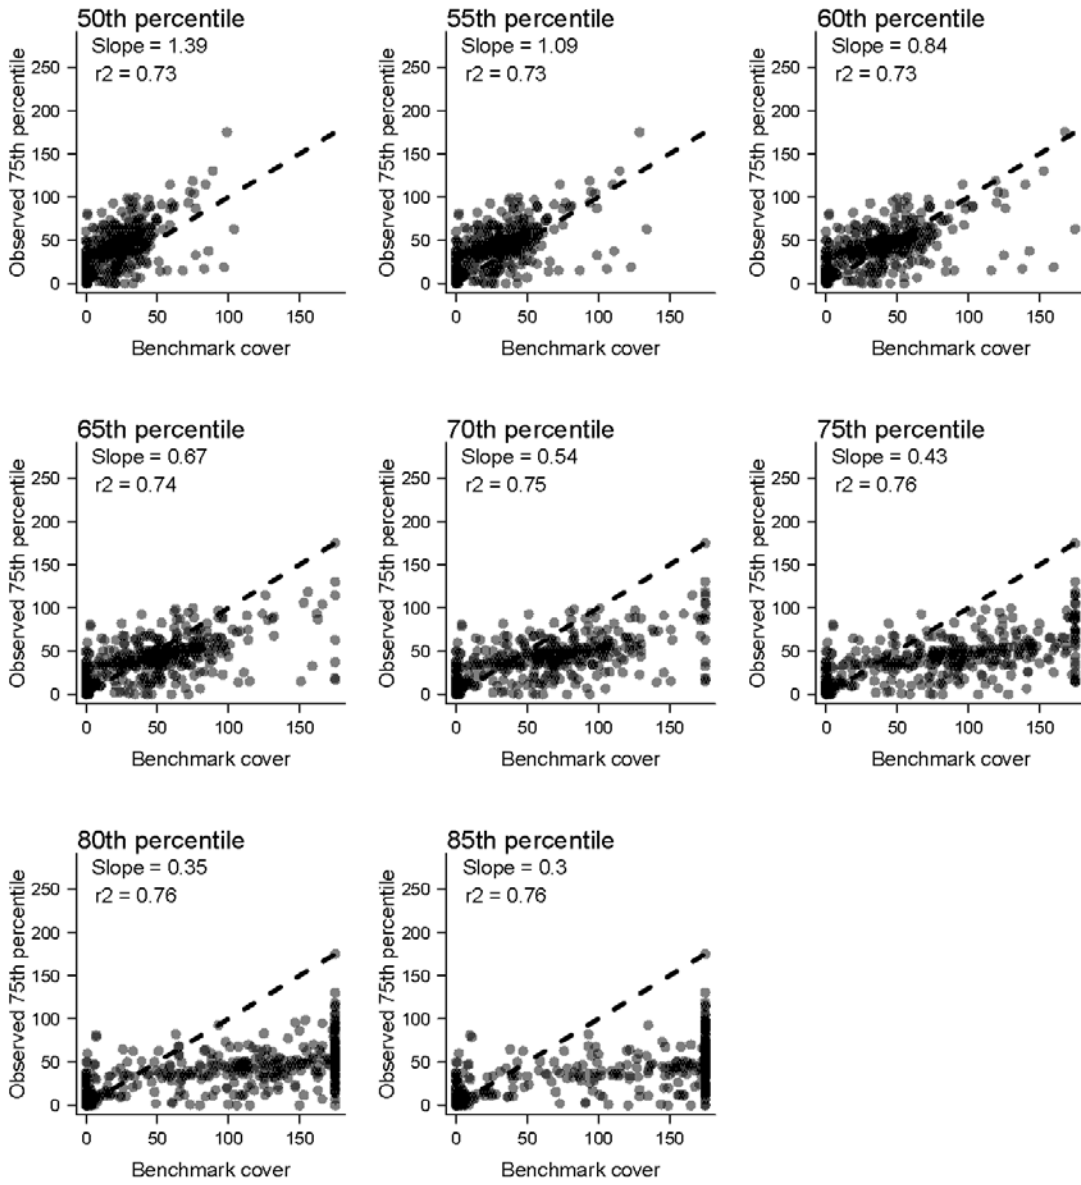 50th percentile
Slope = 1.39
r2 = 0.73
Observed 75th percentile
250
200
150
100
50
0
0 50 100 150
Benchmark cover
55th percentile
Slope = 1.09
r2 = 0.73
Observed 75th percentile
250
200
150
100
50
0
0 50 100 150
Benchmark cover
60th percentile
Slope = 0.84
r2 = 0.73
Observed 75th percentile
250
200
150
100
50
0
0 50 100 150
Benchmark cover
65th percentile
Slope = 0.67
r2 = 0.74
Observed 75th percentile
250
200
150
100
50
0
0 50 100 150
Benchmark cover
70th percentile
Slope = 0.54
r2 = 0.75
Observed 75th percentile
250
200
150
100
50
0
0 50 100 150
Benchmark cover
75th percentile
Slope = 0.43
r2 = 0.76
Observed 75th percentile
250
200
150
100
50
0
0 50 100 150
Benchmark cover
80th percentile
Slope = 0.35
r2 = 0.76
Observed 75th percentile
250
200
150
100
50
0
0 50 100 150
Benchmark cover
85th percentile
Slope = 0.3
r2 = 0.76
Observed 75th percentile
250
200
150
100
50
0
0 50 100 150
Benchmark cover